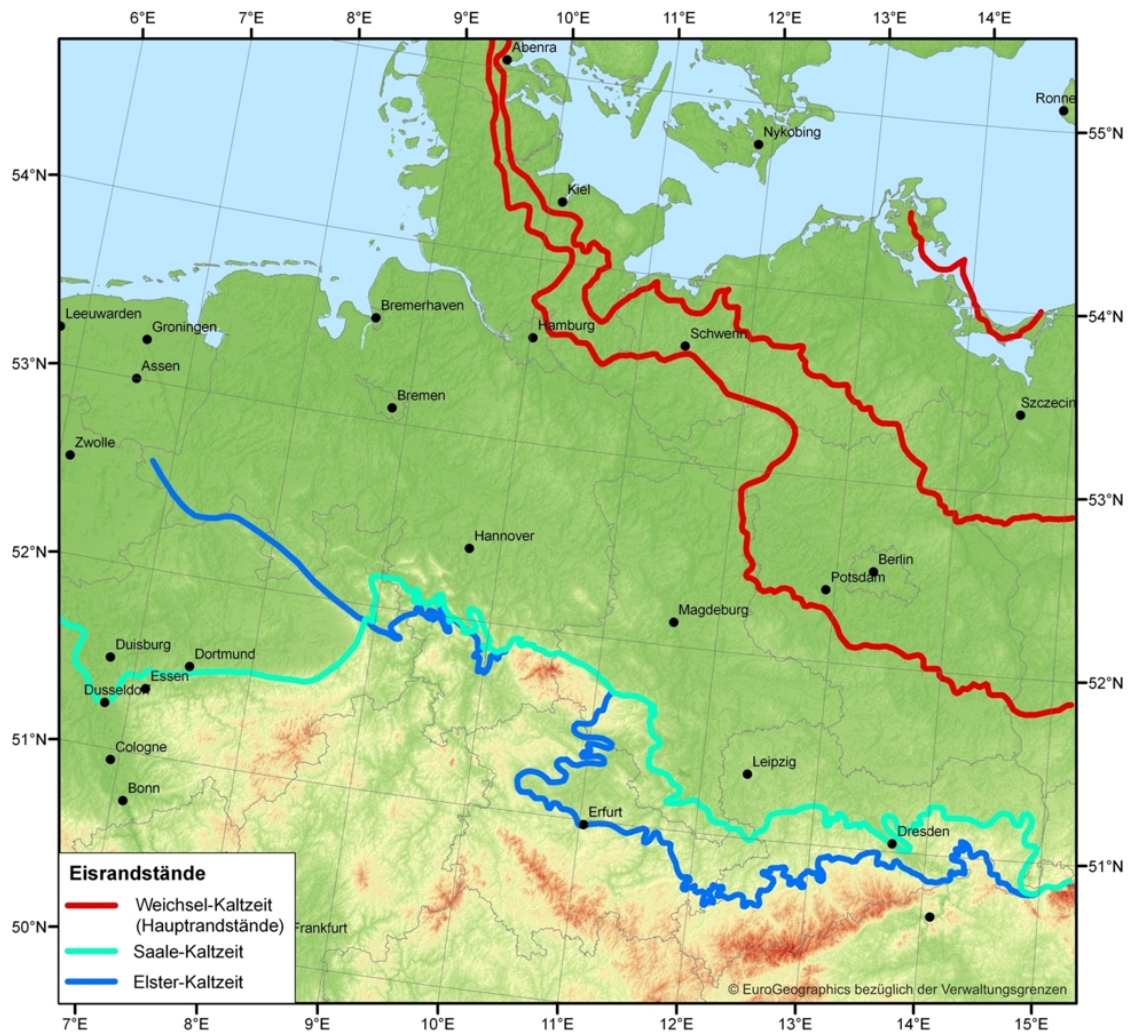 6°E 7°E 8°E 9°E 10°E 11°E 12°E 13°E 14°E
Abenra
Ronne
Nykobing
55°N
54°N
Kiel
Bremerhaven
Leeuwarden
Groningen
Hamburg
Schwerin
54°N
53°N
Assen
Bremen
Szczecin
Zwolle
53°N
Hannover
52°N
Berlin
Potsdam
Magdeburg
Duisburg
Dortmund
Essen
Dusseldorf
52°N
51°N
Cologne
Leipzig
Bonn
Erfurt
Dresden
51°N
Eisrandstände
Weichsel-Kaltzeit
(Hauptrandstände)
50°N
Frankfurt
Saale-Kaltzeit
Elster-Kaltzeit
© EuroGeographics bezüglich der Verwaltungsgrenzen
7°E 8°E 9°E 10°E 11°E 12°E 13°E 14°E 15°E